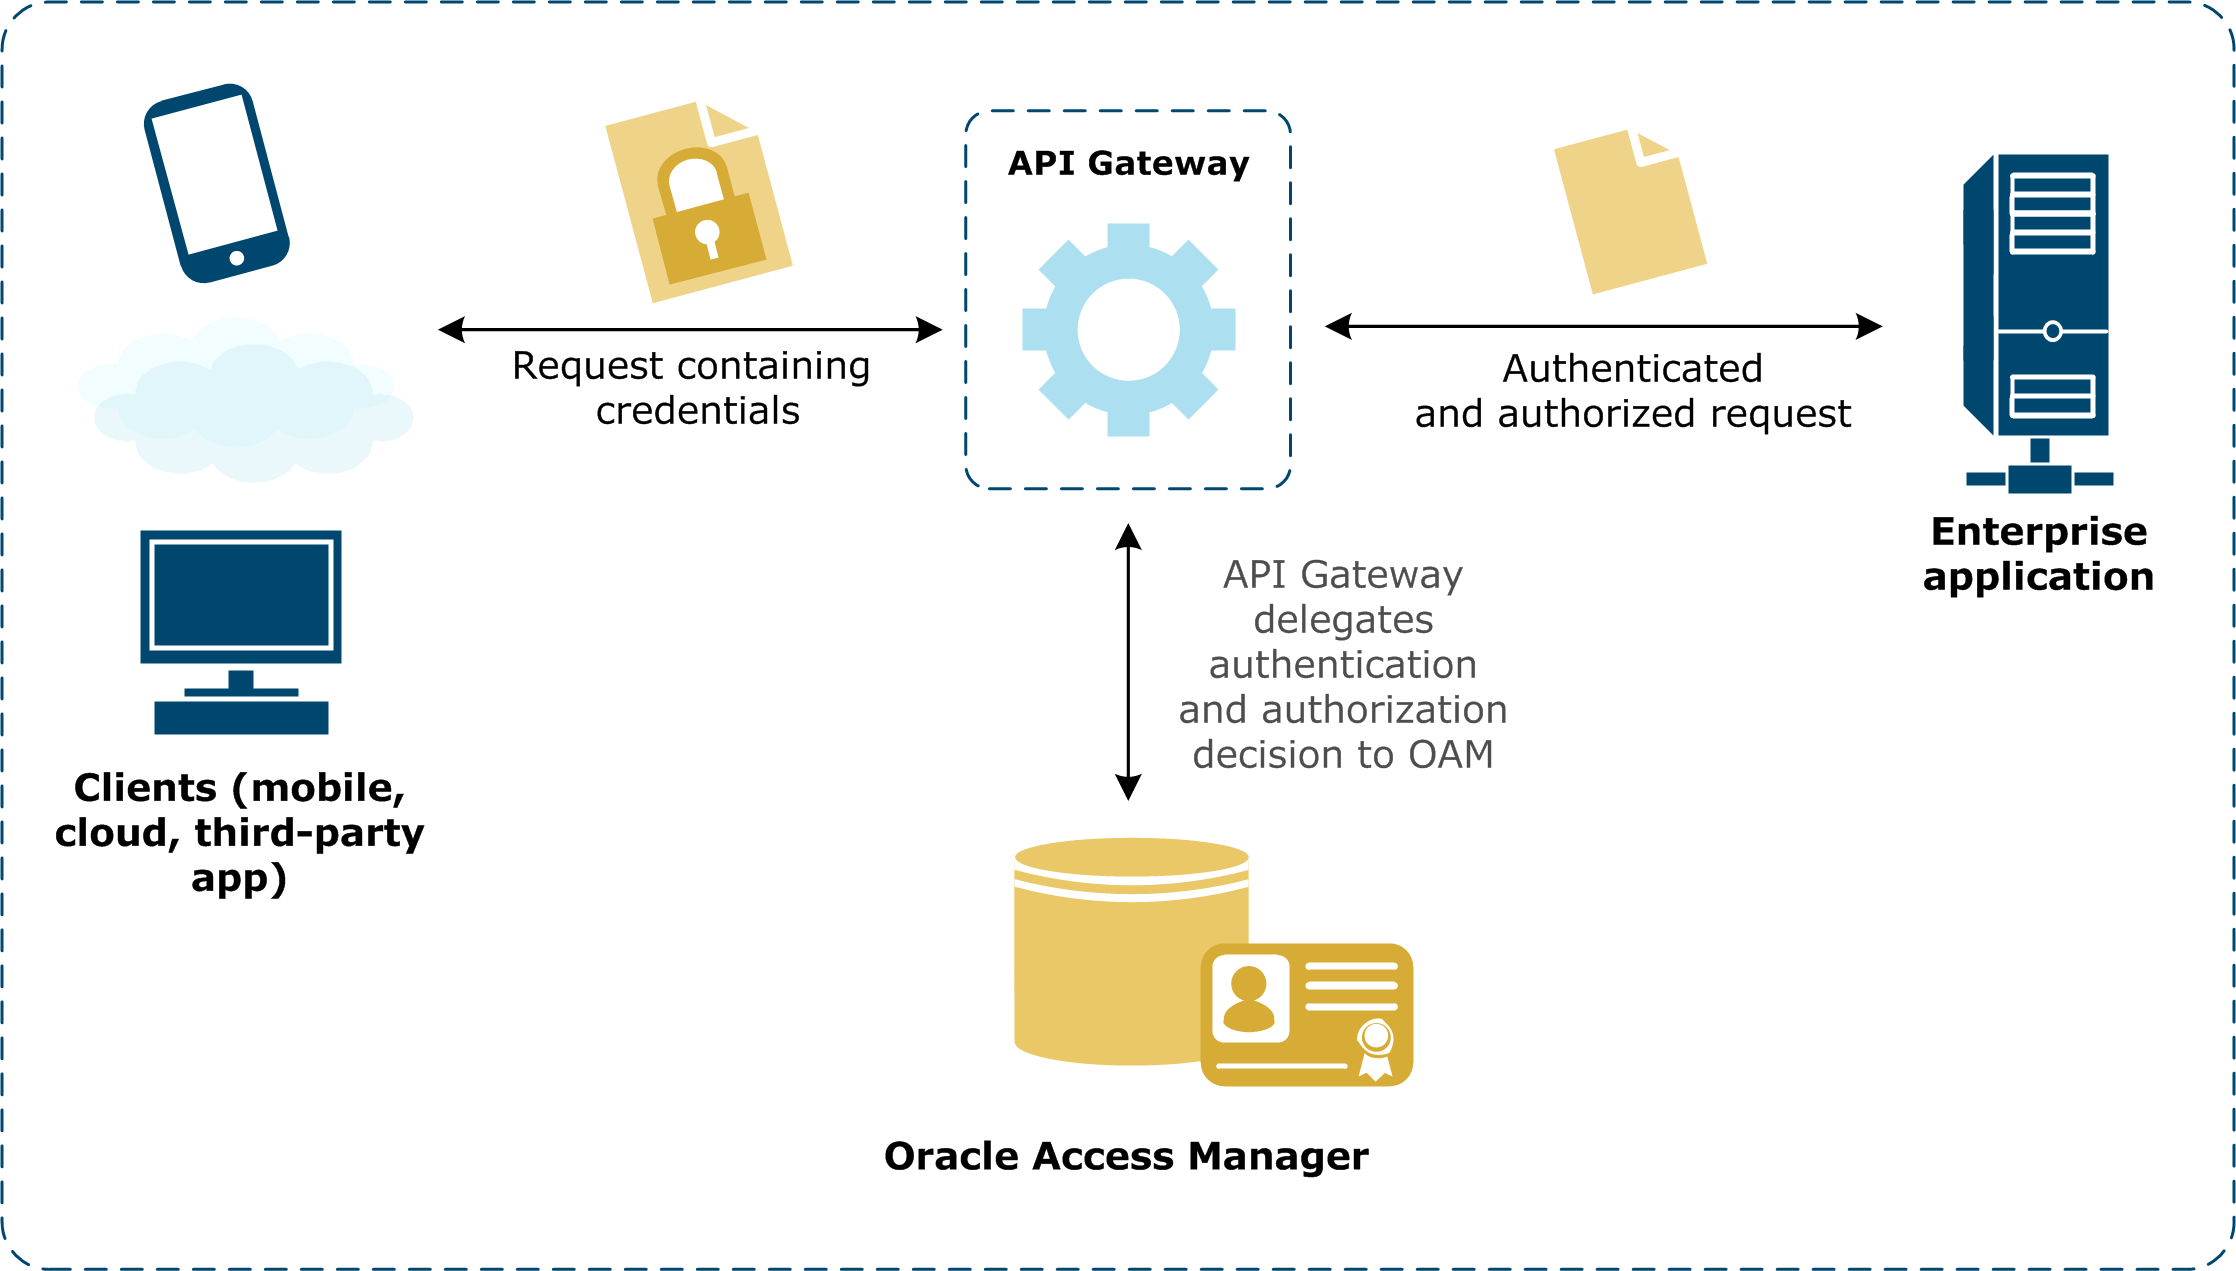 API Gateway
Request containing
credentials
Authenticated
and authorized request
Enterprise
application
API Gateway
delegates
authentication
and authorization
decision to OAM
Clients (mobile,
cloud, third-party
app)
Oracle Access Manager